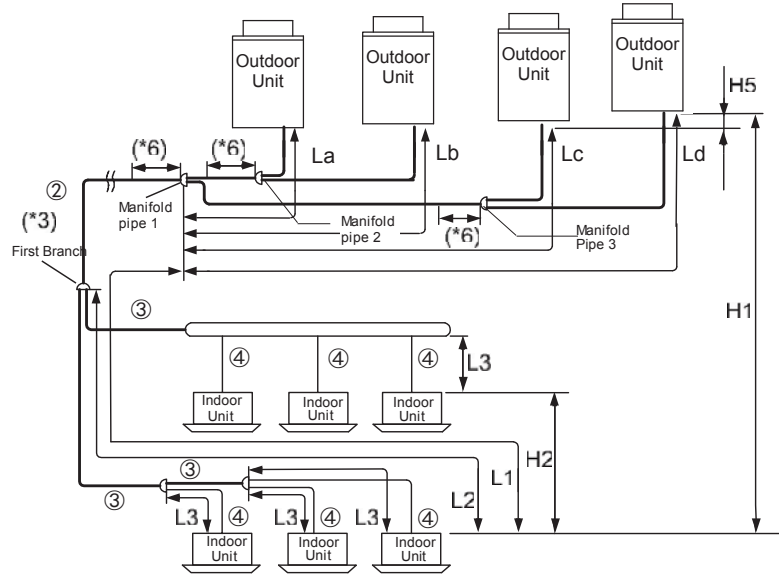 Outdoor
Unit
Outdoor
Unit
Outdoor
Unit
Outdoor
Unit
H5
(*6)
(*6)
La
Lb
Lc
Ld
②
Manifold
pipe 1
Manifold
pipe 2
(*6)
Manifold
Pipe 3
(*3)
First Branch
H1
③
④
④
④
L3
Indoor
Unit
Indoor
Unit
Indoor
Unit
H2
L1
L2
③
③
L3
④
L3
④
L3
④
Indoor
Unit
Indoor
Unit
Indoor
Unit